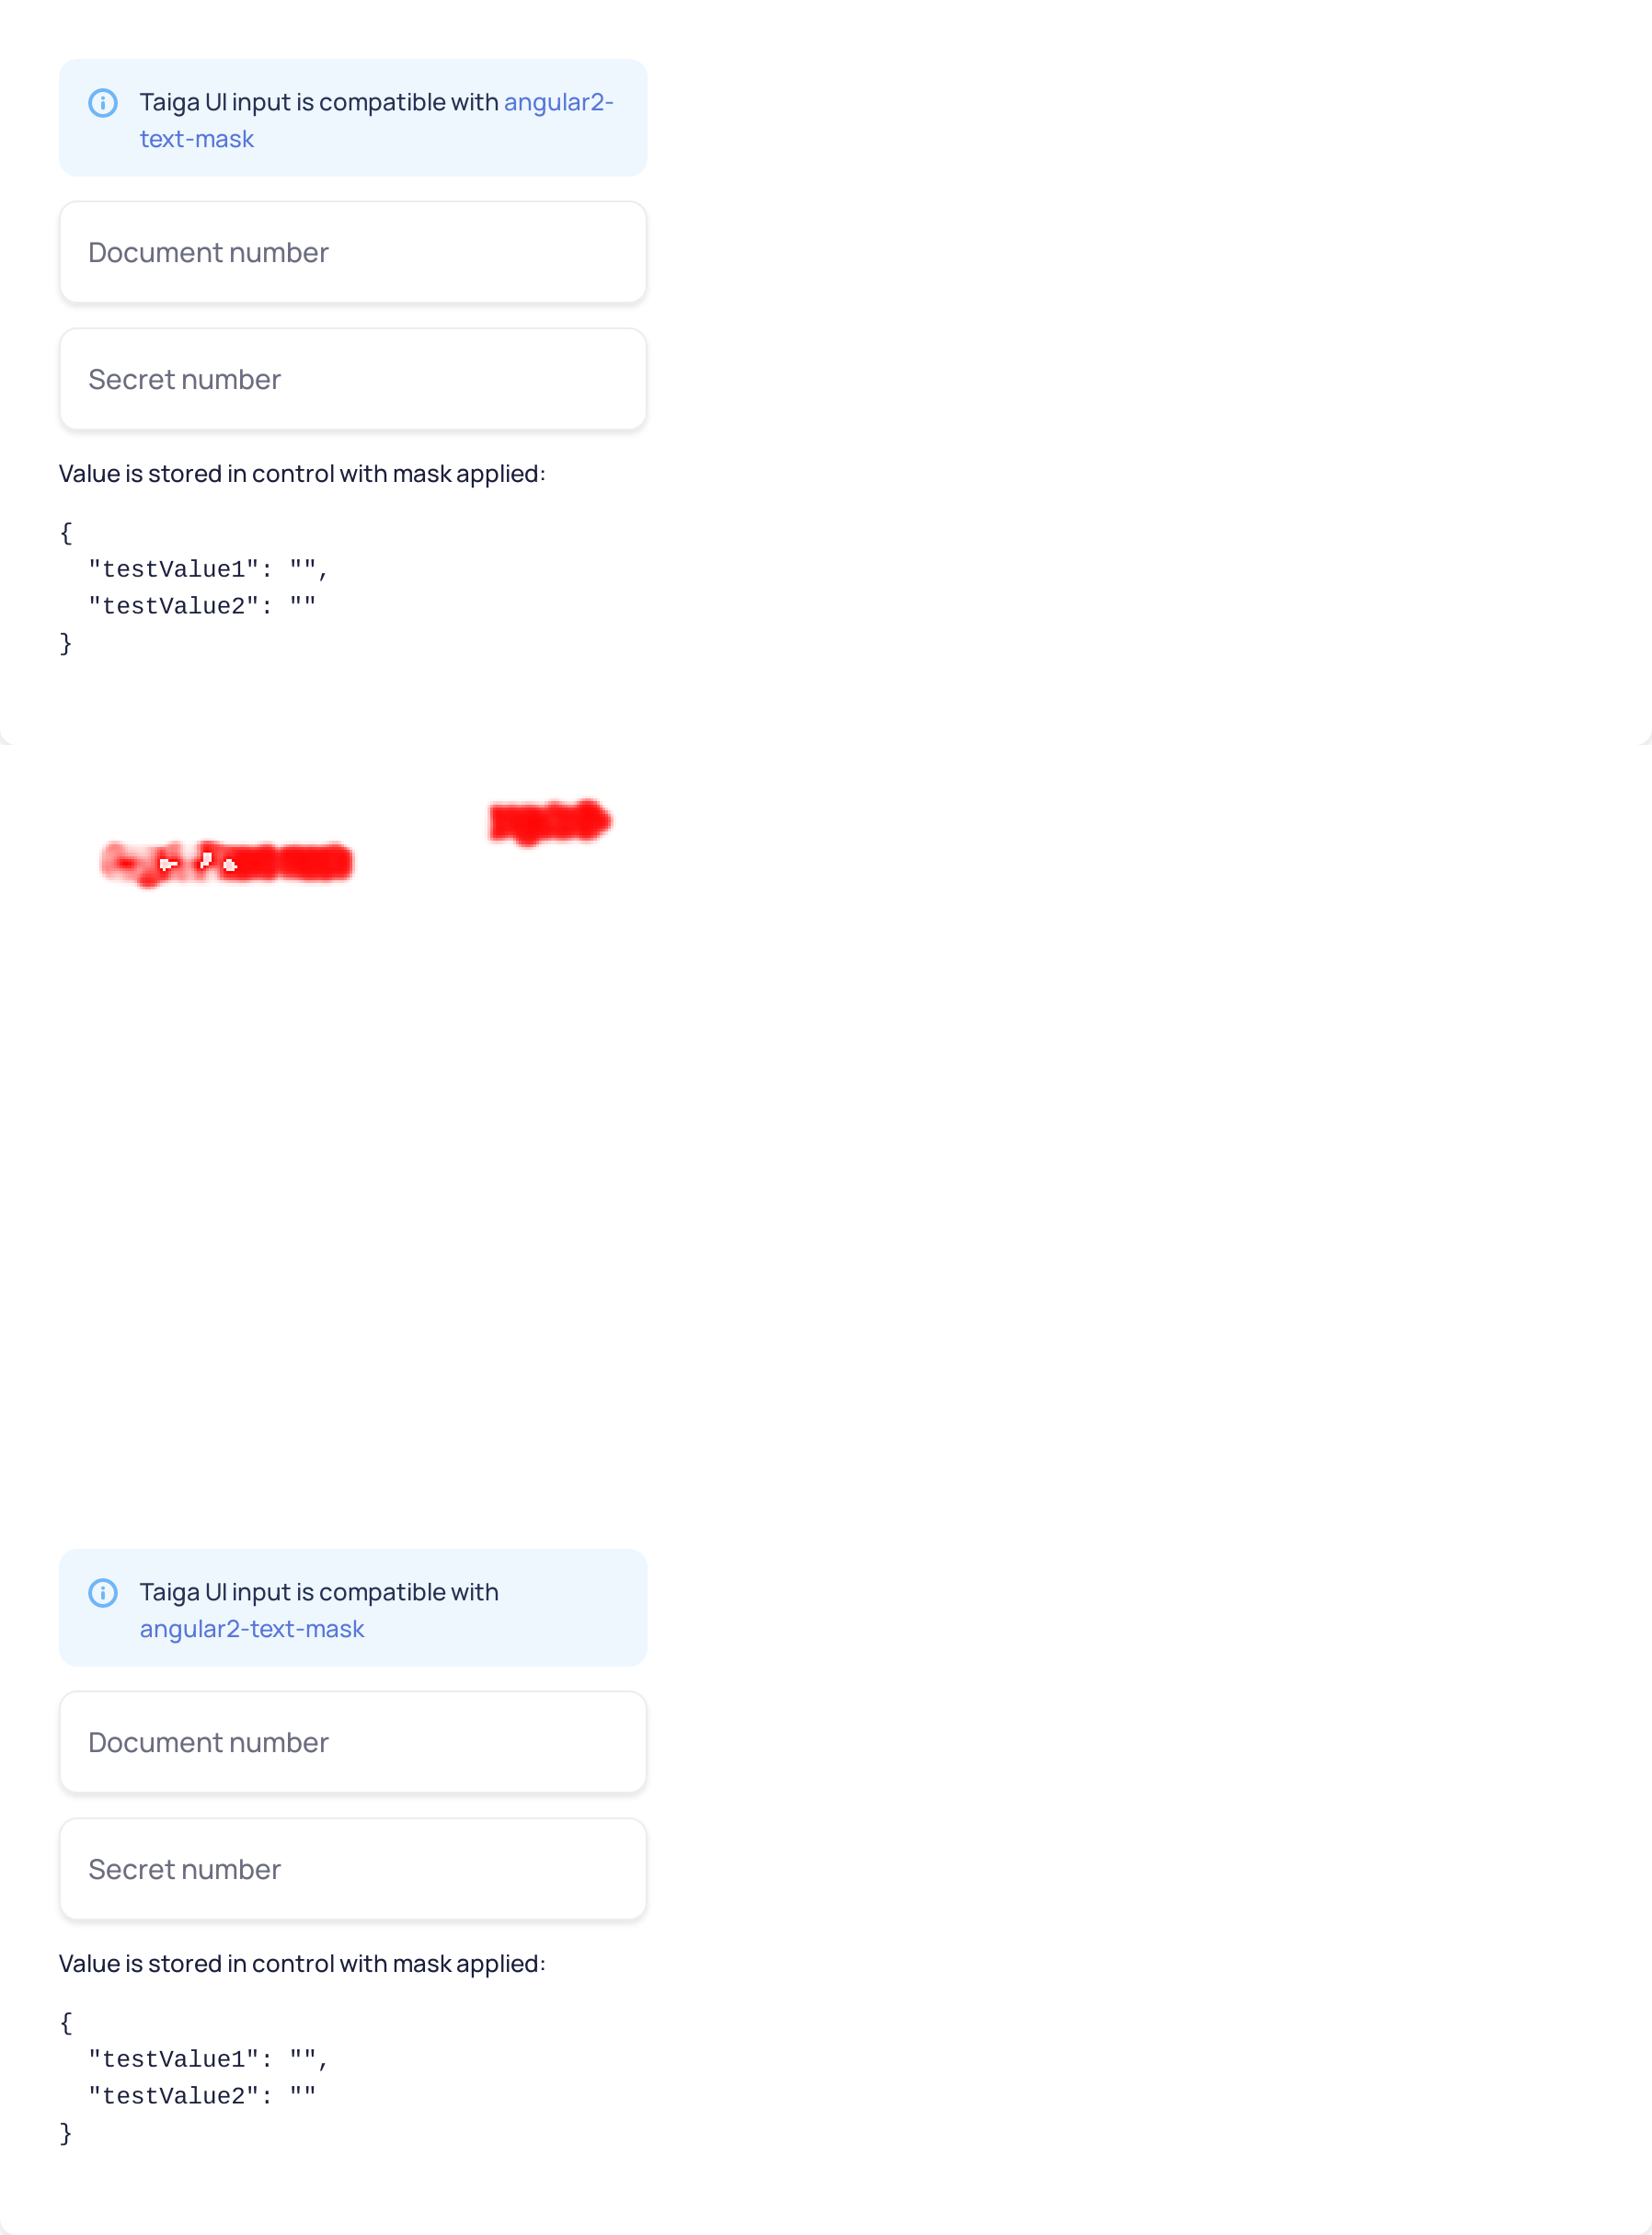 Taiga UI input is compatible with angular2-
text-mask
Document number
Secret number
Value is stored in control with mask applied:
{
  "testValue1": "",
  "testValue2": ""
}
Taiga UI input is compatible with
angular2-text-mask
Document number
Secret number
Value is stored in control with mask applied:
{
  "testValue1": "",
  "testValue2": ""
}